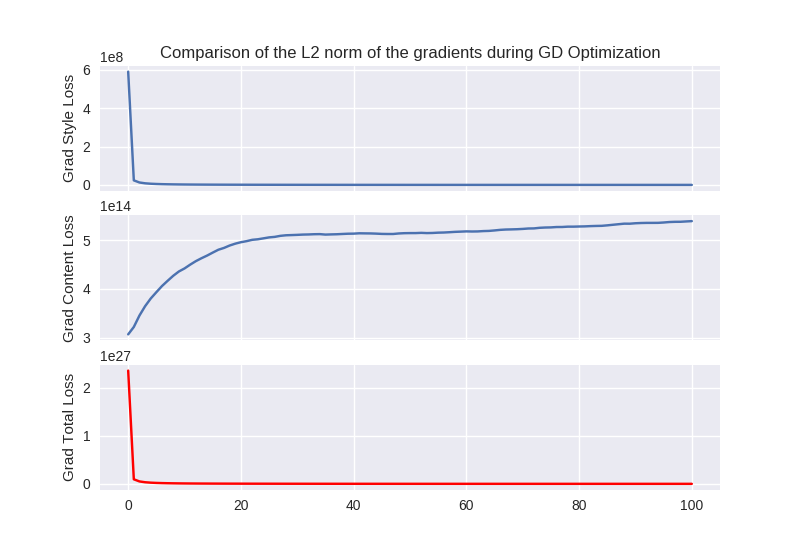 Comparison of the L2 norm of the gradients during GD Optimization
1e8
Grad Style Loss
6
4
2
0
1e14
Grad Content Loss
5
4
3
1e27
Grad Total Loss
2
1
0
0 20 40 60 80 100